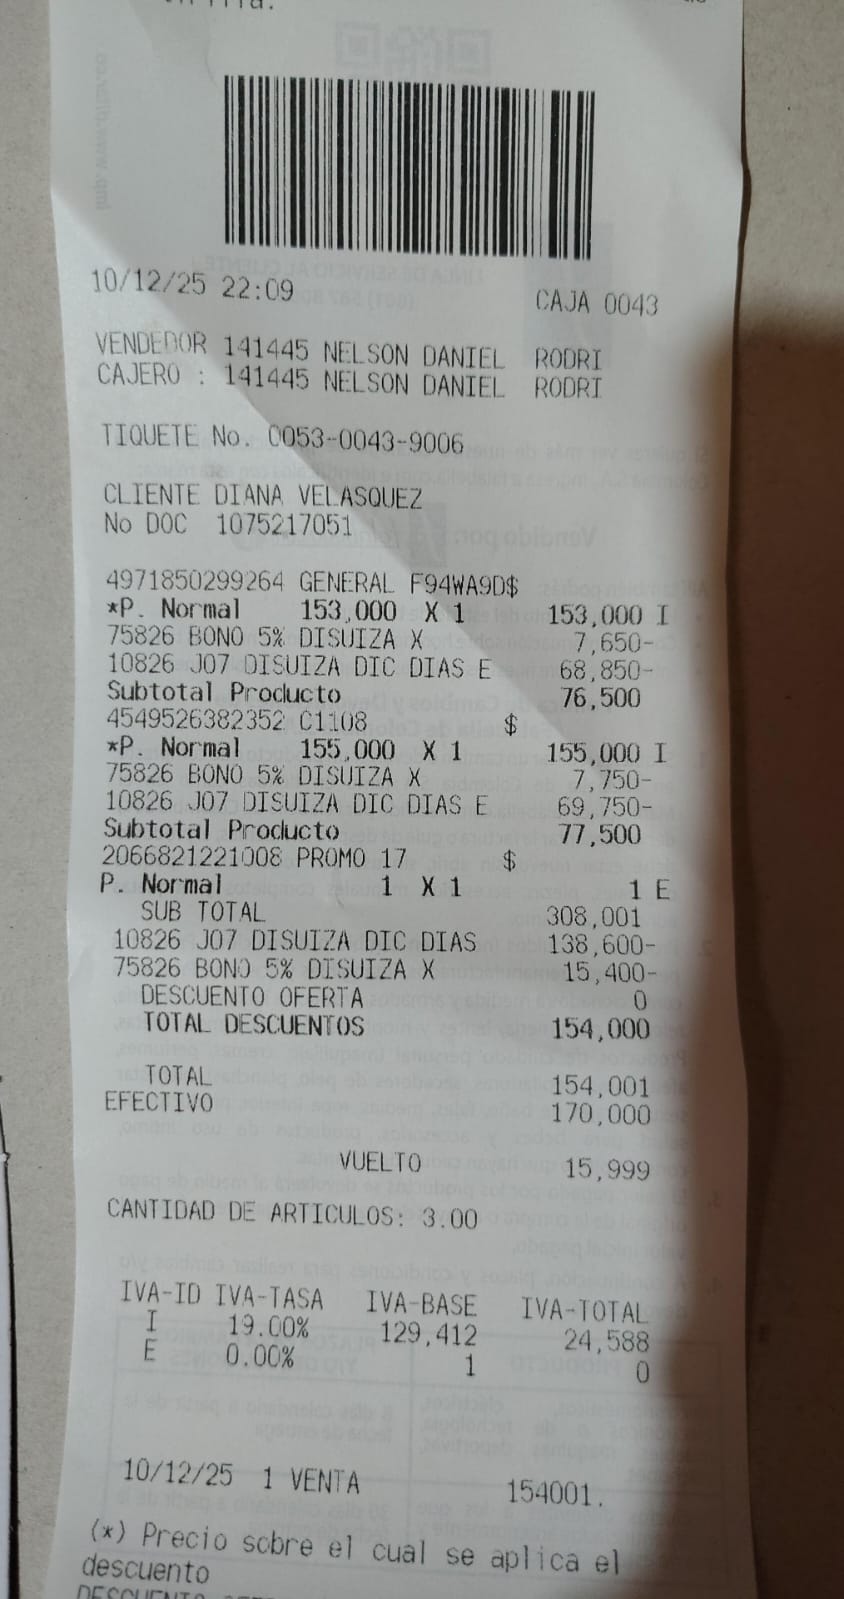 10/12/25 22:09 CAJA 0043
VENDEDOR 141445 NELSON DANIEL RODRI
CAJERO : 141445 NELSON DANIEL RODRI
TIQUETE No. 0053-0043-9006
CLIENTE DIANA VELASQUEZ
No DOC 1075217051
4971850299264 GENERAL F94WA9D$
*P. Normal 153,000 X 1 153,000 I
75826 BONO 5% DISUIZA X 7,650-
10826 J07 DISUIZA DIC DIAS E 68,850-
Subtotal Producto 76,500
4549526382352 C1108 $
*P. Normal 155,000 X 1 155,000 I
75826 BONO 5% DISUIZA X 7,750-
10826 J07 DISUIZA DIC DIAS E 69,750-
Subtotal Producto 77,500
2066821221008 PROMO 17 $
P. Normal 1 X 1 1 E
SUB TOTAL 308,001
10826 J07 DISUIZA DIC DIAS 138,600-
75826 BONO 5% DISUIZA X 15,400-
DESCUENTO OFERTA 0
TOTAL DESCUENTOS 154,000
TOTAL 154,001
EFECTIVO 170,000
VUELTO 15,999
CANTIDAD DE ARTICULOS: 3.00
IVA-ID IVA-TASA IVA-BASE IVA-TOTAL
I 19.00% 129,412 24,588
E 0.00% 1 0
10/12/25 1 VENTA 154001.
(*) Precio sobre el cual se aplica el
descuento